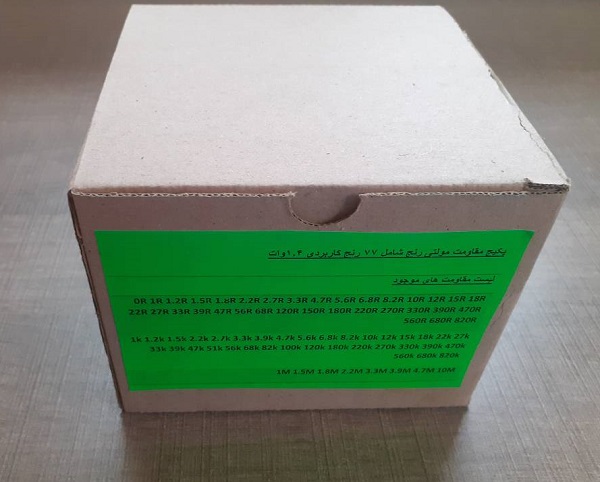 پکیج مقاومت مولتی رنج شامل ۷۷ رنج کاربردی ۱.۴وات
لیست مقاومت های موجود
0R 1R 1.2R 1.5R 1.8R 2.2R 2.7R 3.3R 4.7R 5.6R 6.8R 8.2R 10R 12R 15R 18R
22R 27R 33R 39R 47R 56R 68R 120R 150R 180R 220R 270R 330R 390R 470R
560R 680R 820R
1k 1.2k 1.5k 2.2k 2.7k 3.3k 3.9k 4.7k 5.6k 6.8k 8.2k 10k 12k 15k 18k 22k 27k
33k 39k 47k 51k 56k 68k 82k 100k 120k 180k 220k 270k 330k 390k 470k
560k 680k 820k
1M 1.5M 1.8M 2.2M 3.3M 3.9M 4.7M 10M